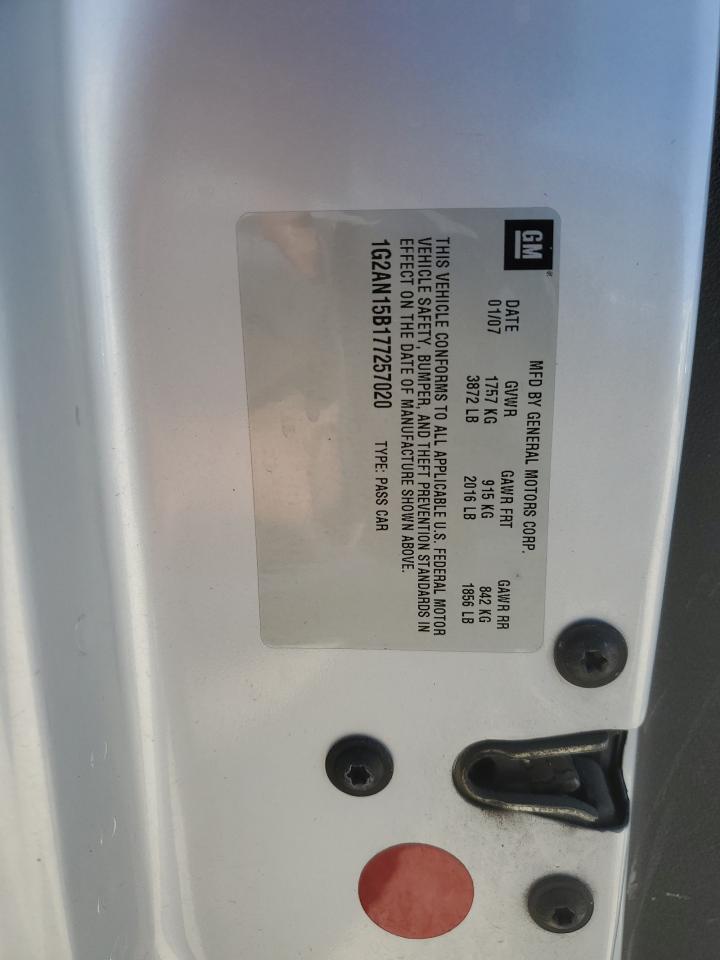 GM®
MFD BY GENERAL MOTORS CORP.
DATE GVWR GAWR FRT GAWR RR
01/07 1757 KG 915 KG 842 KG
3872 LB 2016 LB 1856 LB
THIS VEHICLE CONFORMS TO ALL APPLICABLE U.S. FEDERAL MOTOR
VEHICLE SAFETY, BUMPER, AND THEFT PREVENTION STANDARDS IN
EFFECT ON THE DATE OF MANUFACTURE SHOWN ABOVE.
1G2AN15B177257020 TYPE: PASS CAR